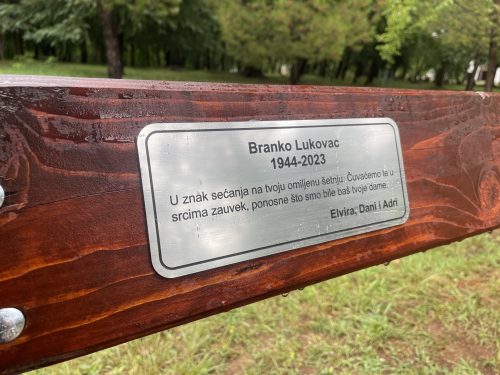 Branko Lukovac
1944-2023
U znak sećanja na tvoju omiljenu šetnju. Čuvaćemo te u
srcima zauvek, ponosne što smo bile baš tvoje dame.
Elvira, Dani i Adri